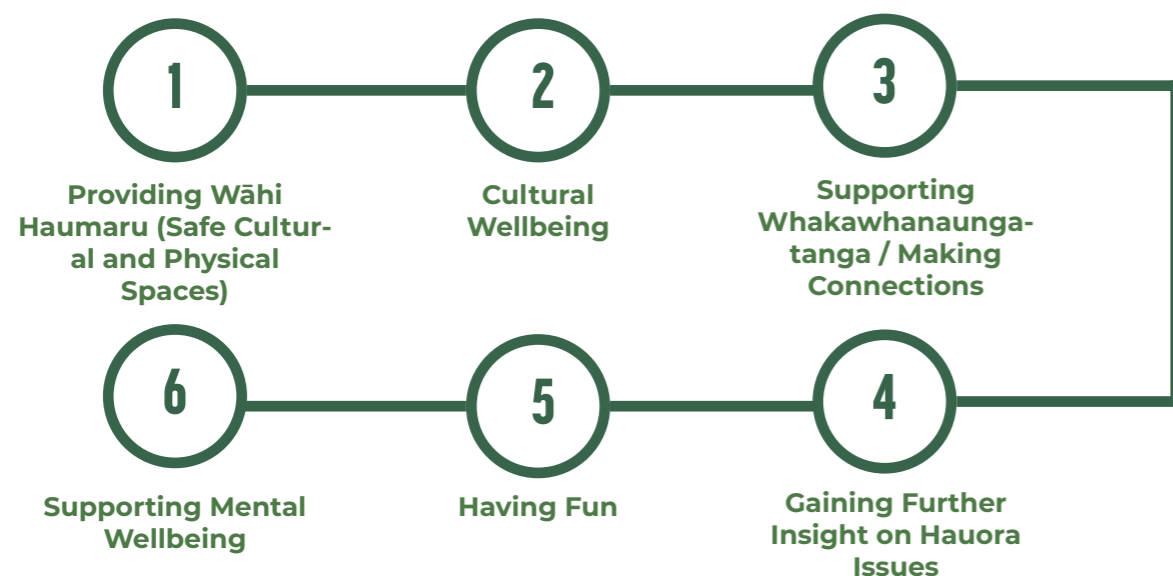 1
Providing Wāhi
Haumaru (Safe Cultur-
al and Physical
Spaces)
2
Cultural
Wellbeing
3
Supporting
Whakawhanaunga-
tanga / Making
Connections
4
Gaining Further
Insight on Hauora
Issues
5
Having Fun
6
Supporting Mental
Wellbeing